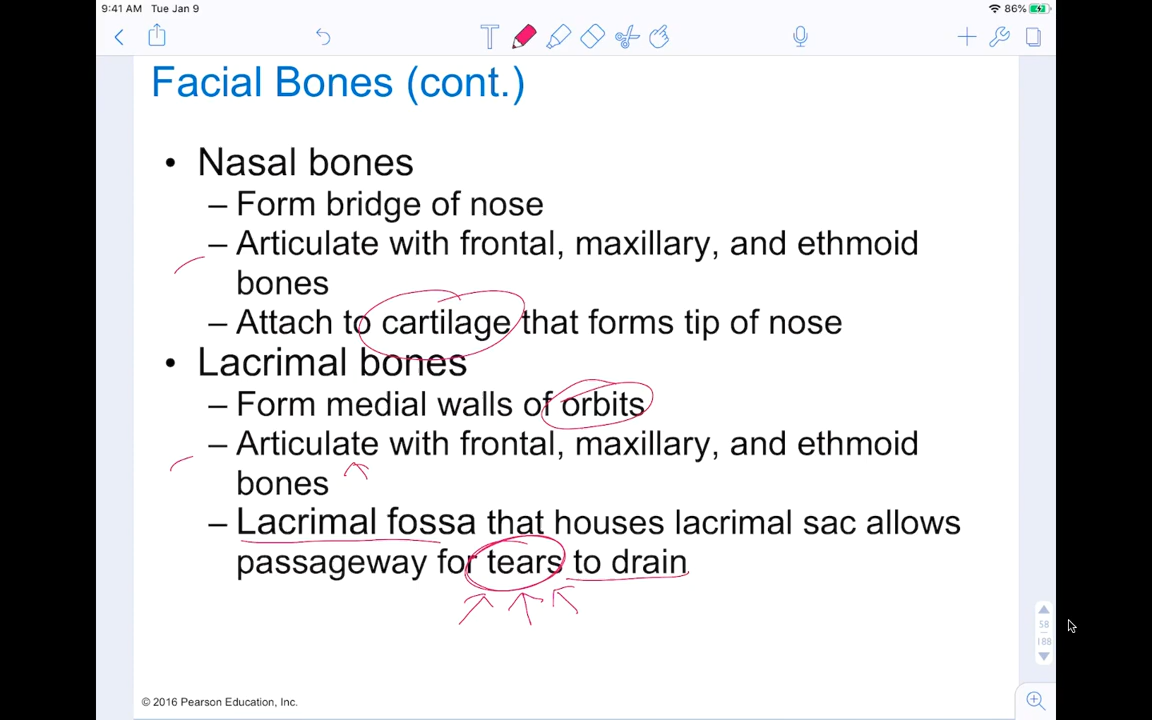 9:41 AM Tue Jan 9
86%
Facial Bones (cont.)
• Nasal bones
– Form bridge of nose
– Articulate with frontal, maxillary, and ethmoid
bones
– Attach to cartilage that forms tip of nose
• Lacrimal bones
– Form medial walls of orbits
– Articulate with frontal, maxillary, and ethmoid
bones
– Lacrimal fossa that houses lacrimal sac allows
passageway for tears to drain
58
188
© 2016 Pearson Education, Inc.